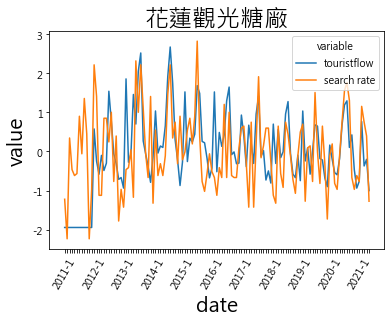 花蓮觀光糖廠
variable
touristflow
search rate
value
3
2
1
0
-1
-2
2011-1
2012-1
2013-1
2014-1
2015-1
2016-1
2017-1
2018-1
2019-1
2020-1
2021-1
date